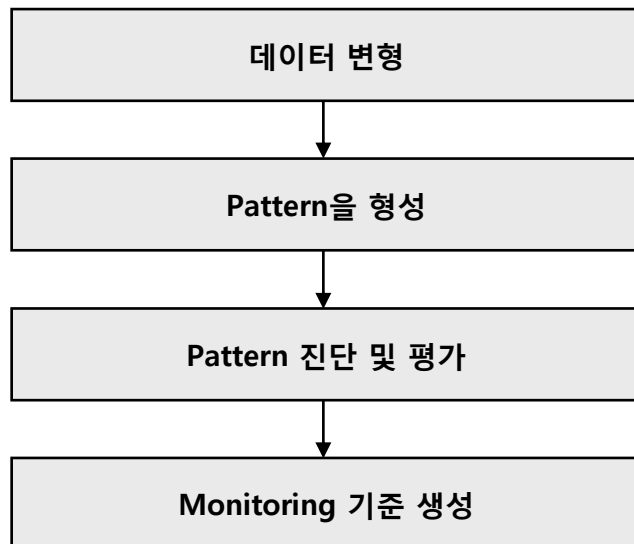 데이터 변형
Pattern을 형성
Pattern 진단 및 평가
Monitoring 기준 생성